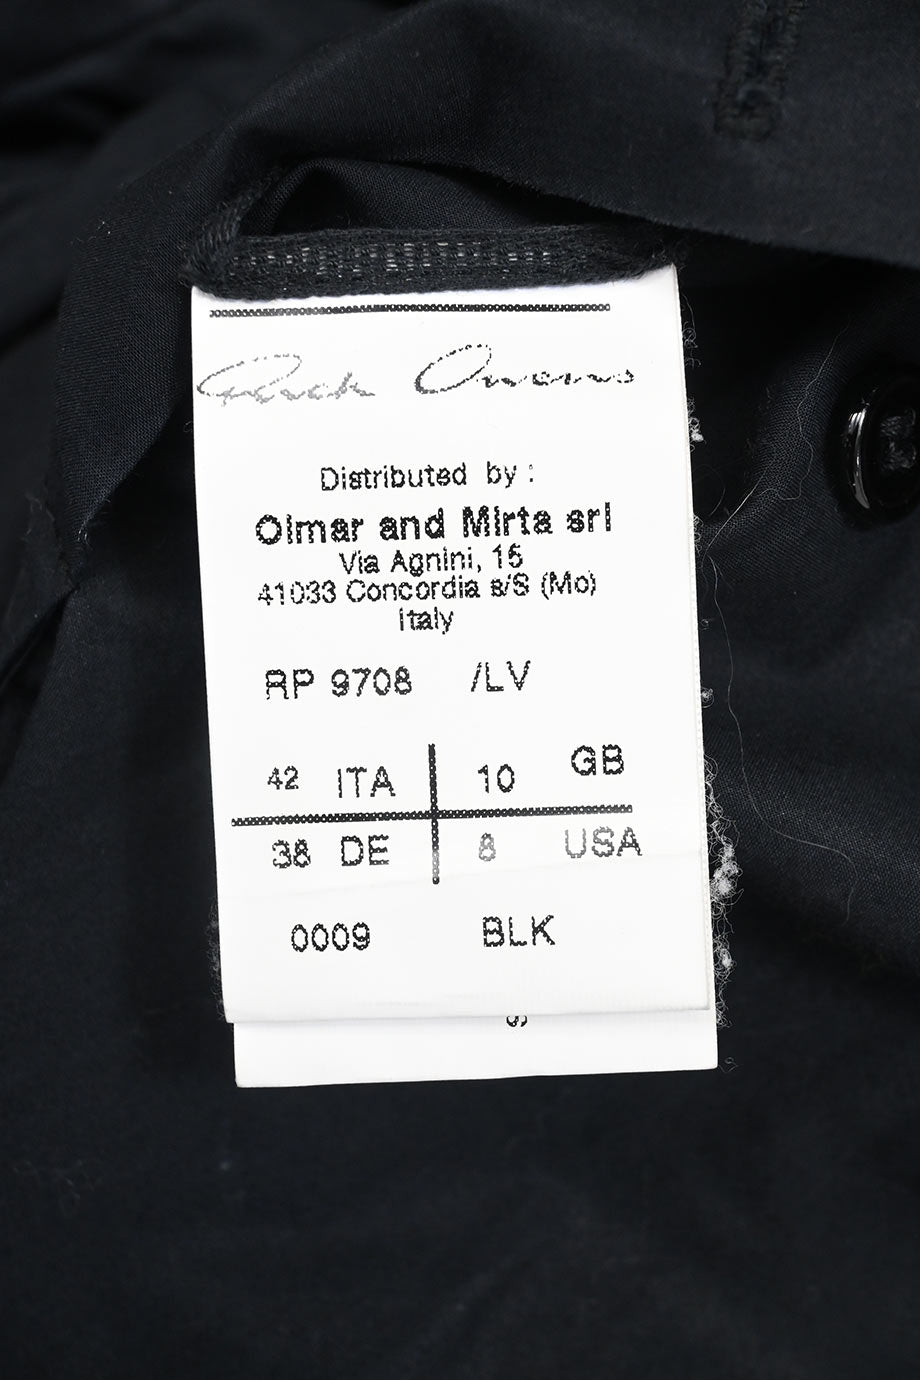 Rick Owens
Distributed by :
Olmar and Mirta srl
Via Agnini, 15
41033 Concordia s/S (Mo)
Italy
RP 9708 /LV
42 ITA 10 GB
38 DE 8 USA
0009 BLK